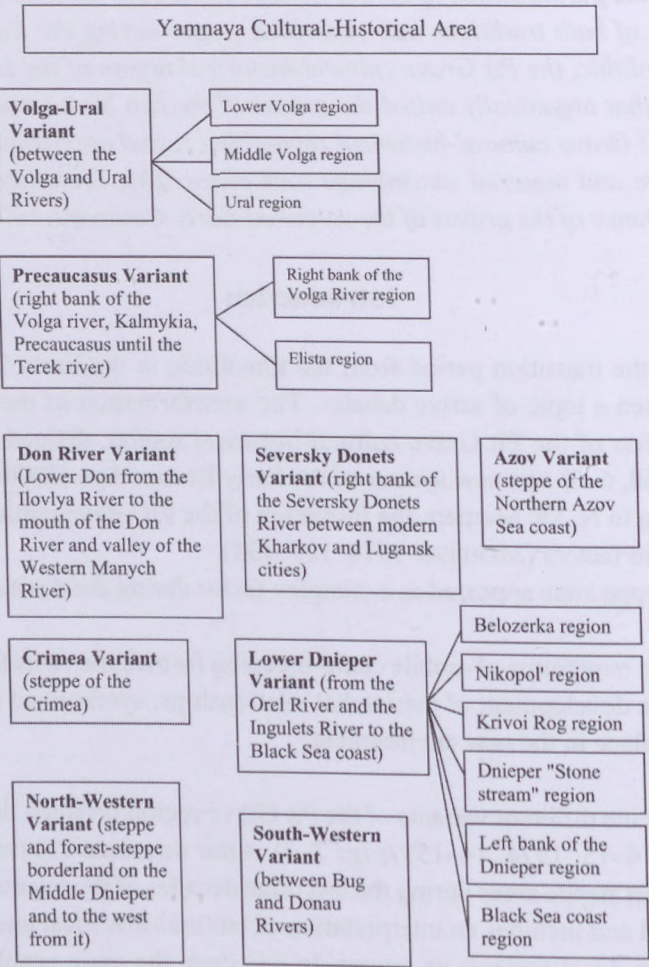 Yamnaya Cultural-Historical Area
Volga-Ural
Variant
(between the
Volga and Ural
Rivers)
Lower Volga region
Middle Volga region
Ural region
Precaucasus Variant
(right bank of the
Volga river, Kalmykia,
Precaucasus until the
Terek river)
Right bank of the
Volga River region
Elista region
Don River Variant
(Lower Don from the
Ilovlya River to the
mouth of the Don
River and valley of the
Western Manych
River)
Seversky Donets
Variant (right bank of
the Seversky Donets
River between modern
Kharkov and Lugansk
cities)
Azov Variant
(steppe of the
Northern Azov
Sea coast)
Crimea Variant
(steppe of the
Crimea)
Lower Dnieper
Variant (from the
Orel River and the
Ingulets River to the
Black Sea coast)
Belozerka region
Nikopol' region
Krivoi Rog region
Dnieper "Stone
stream" region
Left bank of the
Dnieper region
Black Sea coast
region
North-Western
Variant (steppe
and forest-steppe
borderland on the
Middle Dnieper
and to the west
from it)
South-Western
Variant
(between Bug
and Donau
Rivers)